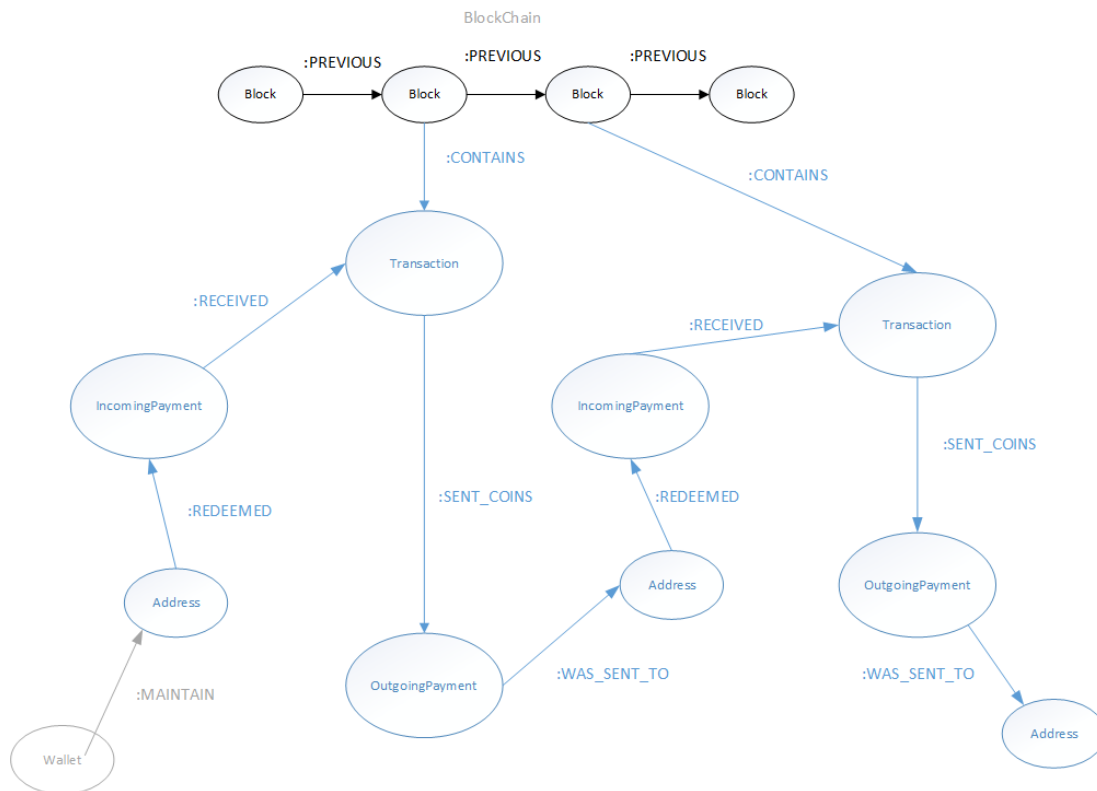 BlockChain
:PREVIOUS
:PREVIOUS
:PREVIOUS
Block
Block
Block
Block
:CONTAINS
:CONTAINS
Transaction
:RECEIVED
:RECEIVED
Transaction
IncomingPayment
IncomingPayment
:SENT_COINS
:SENT_COINS
:REDEEMED
:REDEEMED
Address
Address
OutgoingPayment
OutgoingPayment
:WAS_SENT_TO
:WAS_SENT_TO
:MAINTAIN
Address
Wallet